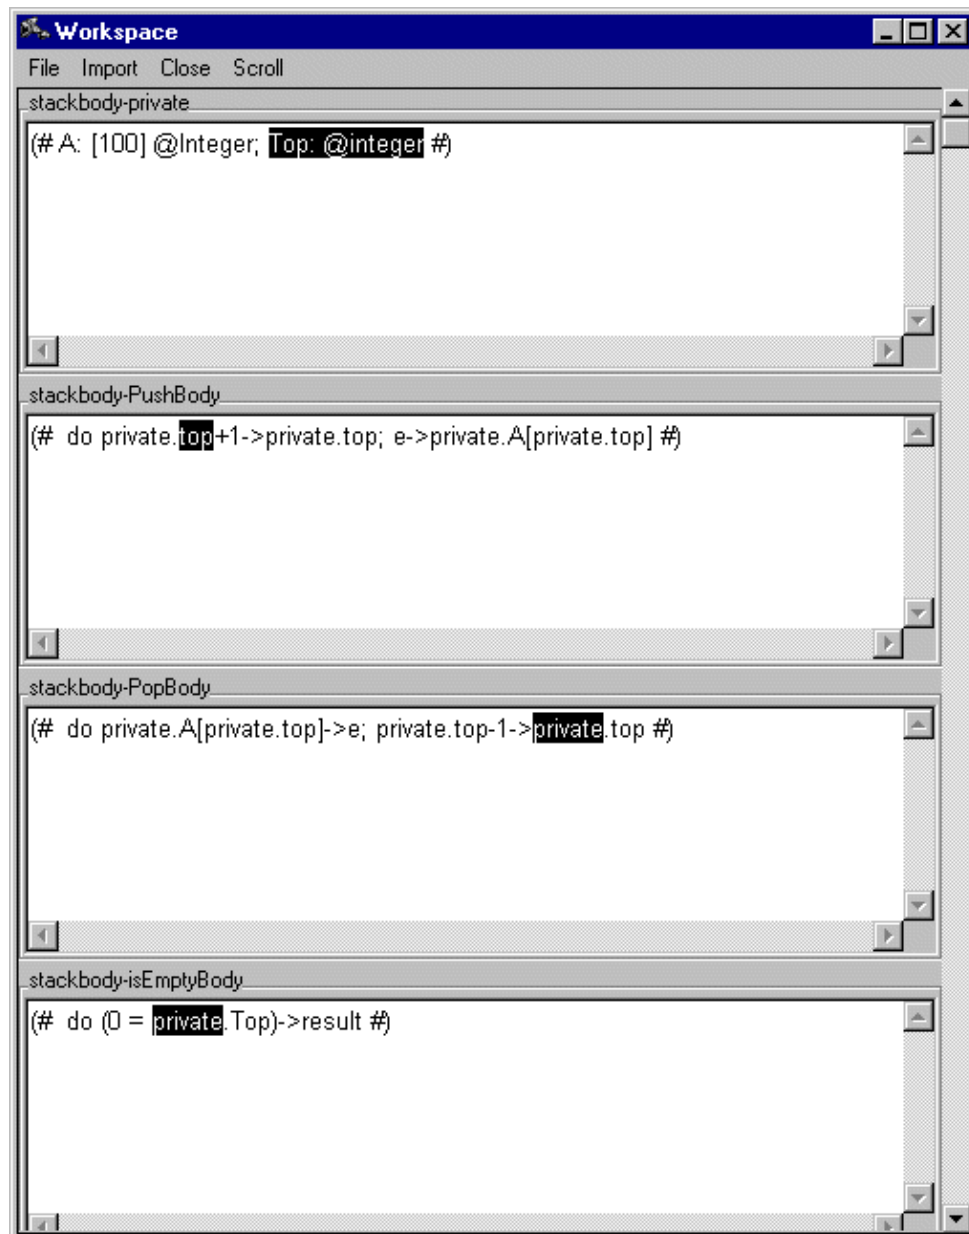 Workspace
File Import Close Scroll
stackbody-private
(# A: [100] @Integer; Top: @integer #)
stackbody-PushBody
(# do private.top+1->private.top; e->private.A[private.top] #)
stackbody-PopBody
(# do private.A[private.top]->e; private.top-1->private.top #)
stackbody-isEmptyBody
(# do (0 = private.Top)->result #)